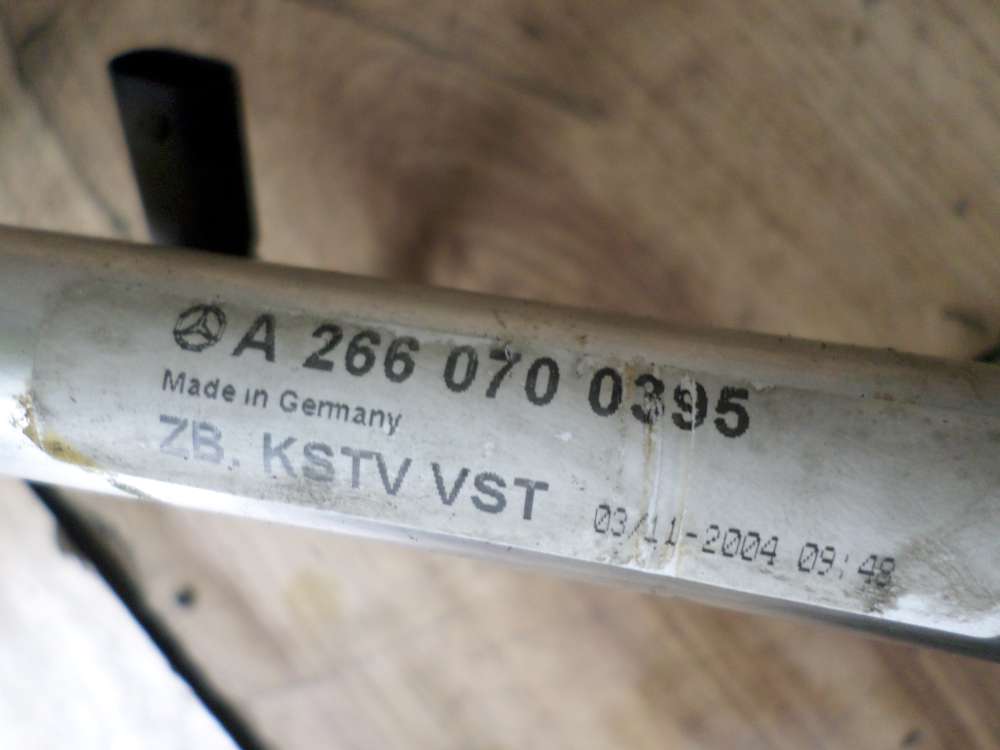 A 266 070 0395
Made in Germany
ZB. KSTV VST
03/11-2004 09:48